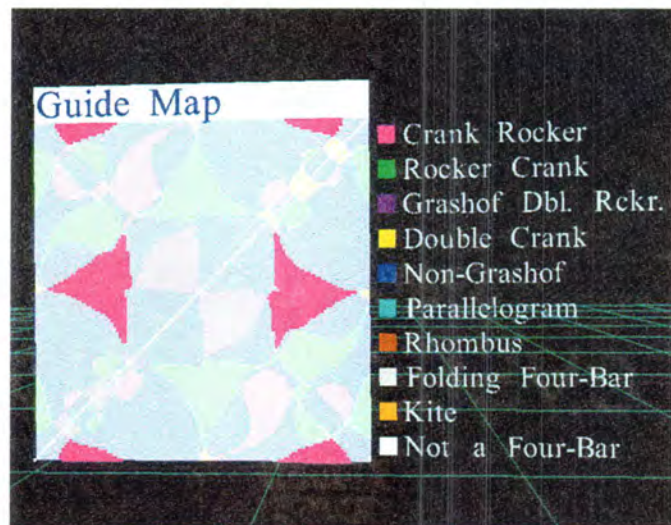 Guide Map
Crank Rocker
Rocker Crank
Grashof Dbl. Rckr.
Double Crank
Non-Grashof
Parallelogram
Rhombus
Folding Four-Bar
Kite
Not a Four-Bar